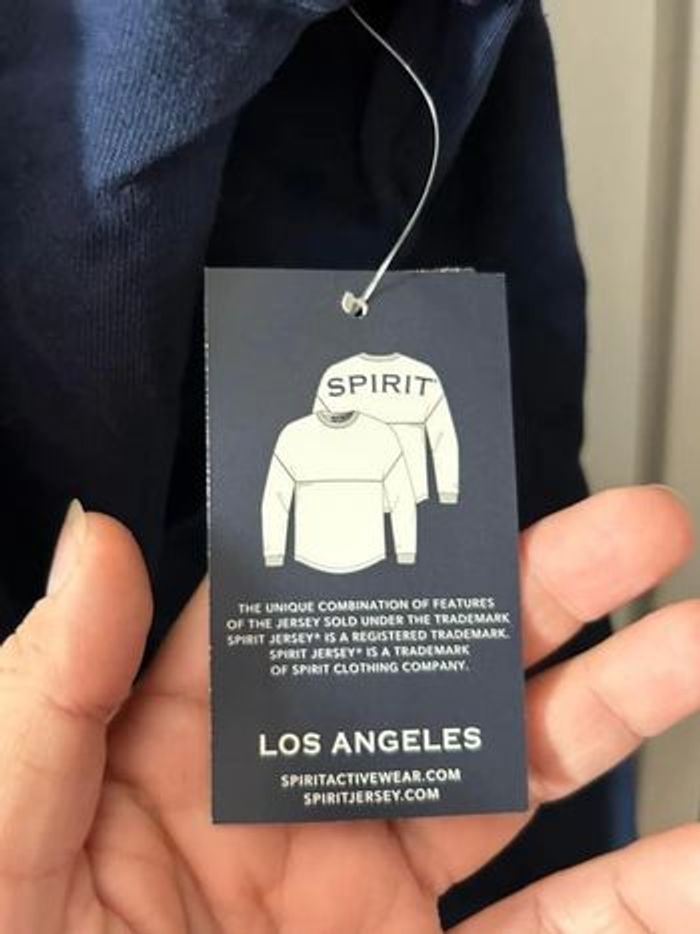 SPIRIT®
THE UNIQUE COMBINATION OF FEATURES
OF THE JERSEY SOLD UNDER THE TRADEMARK
SPIRIT JERSEY® IS A REGISTERED TRADEMARK.
SPIRIT JERSEY® IS A TRADEMARK
OF SPIRIT CLOTHING COMPANY.
LOS ANGELES
SPIRITACTIVEWEAR.COM
SPIRITJERSEY.COM